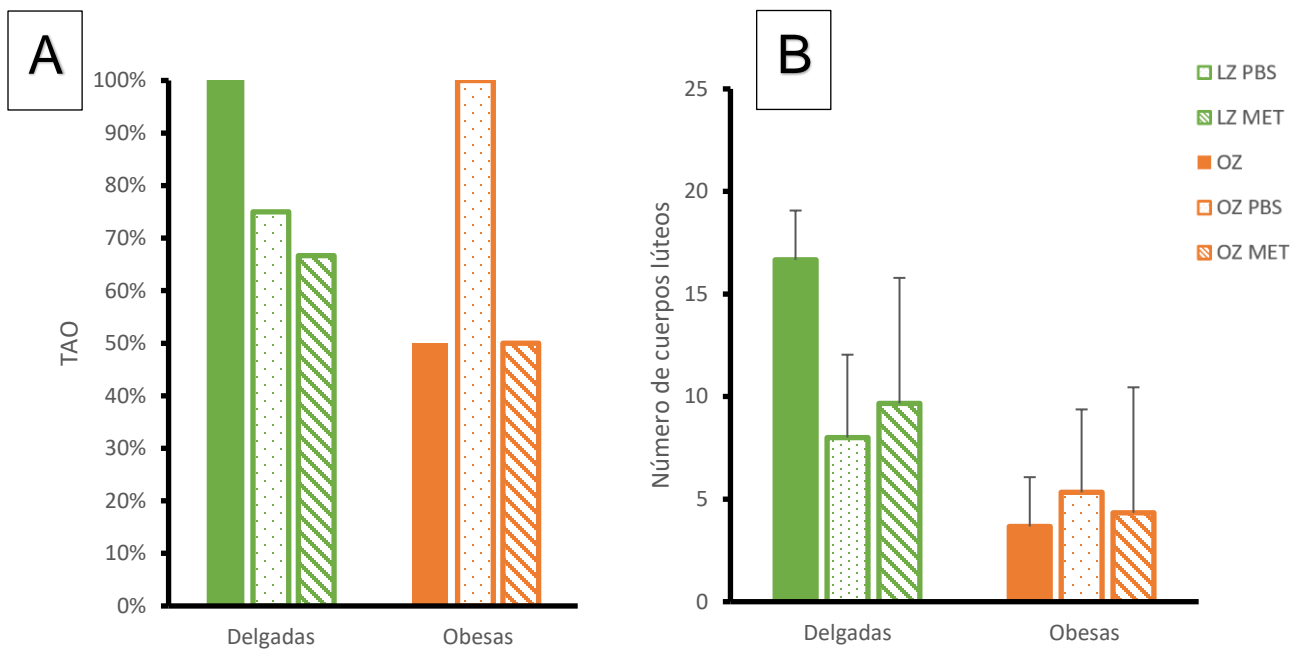 A
100%
90%
80%
70%
60%
50%
40%
30%
20%
10%
0%
TAO
Delgadas
Obesas
B
25
20
15
10
5
0
Número de cuerpos lúteos
Delgadas
Obesas
LZ PBS
LZ MET
OZ
OZ PBS
OZ MET